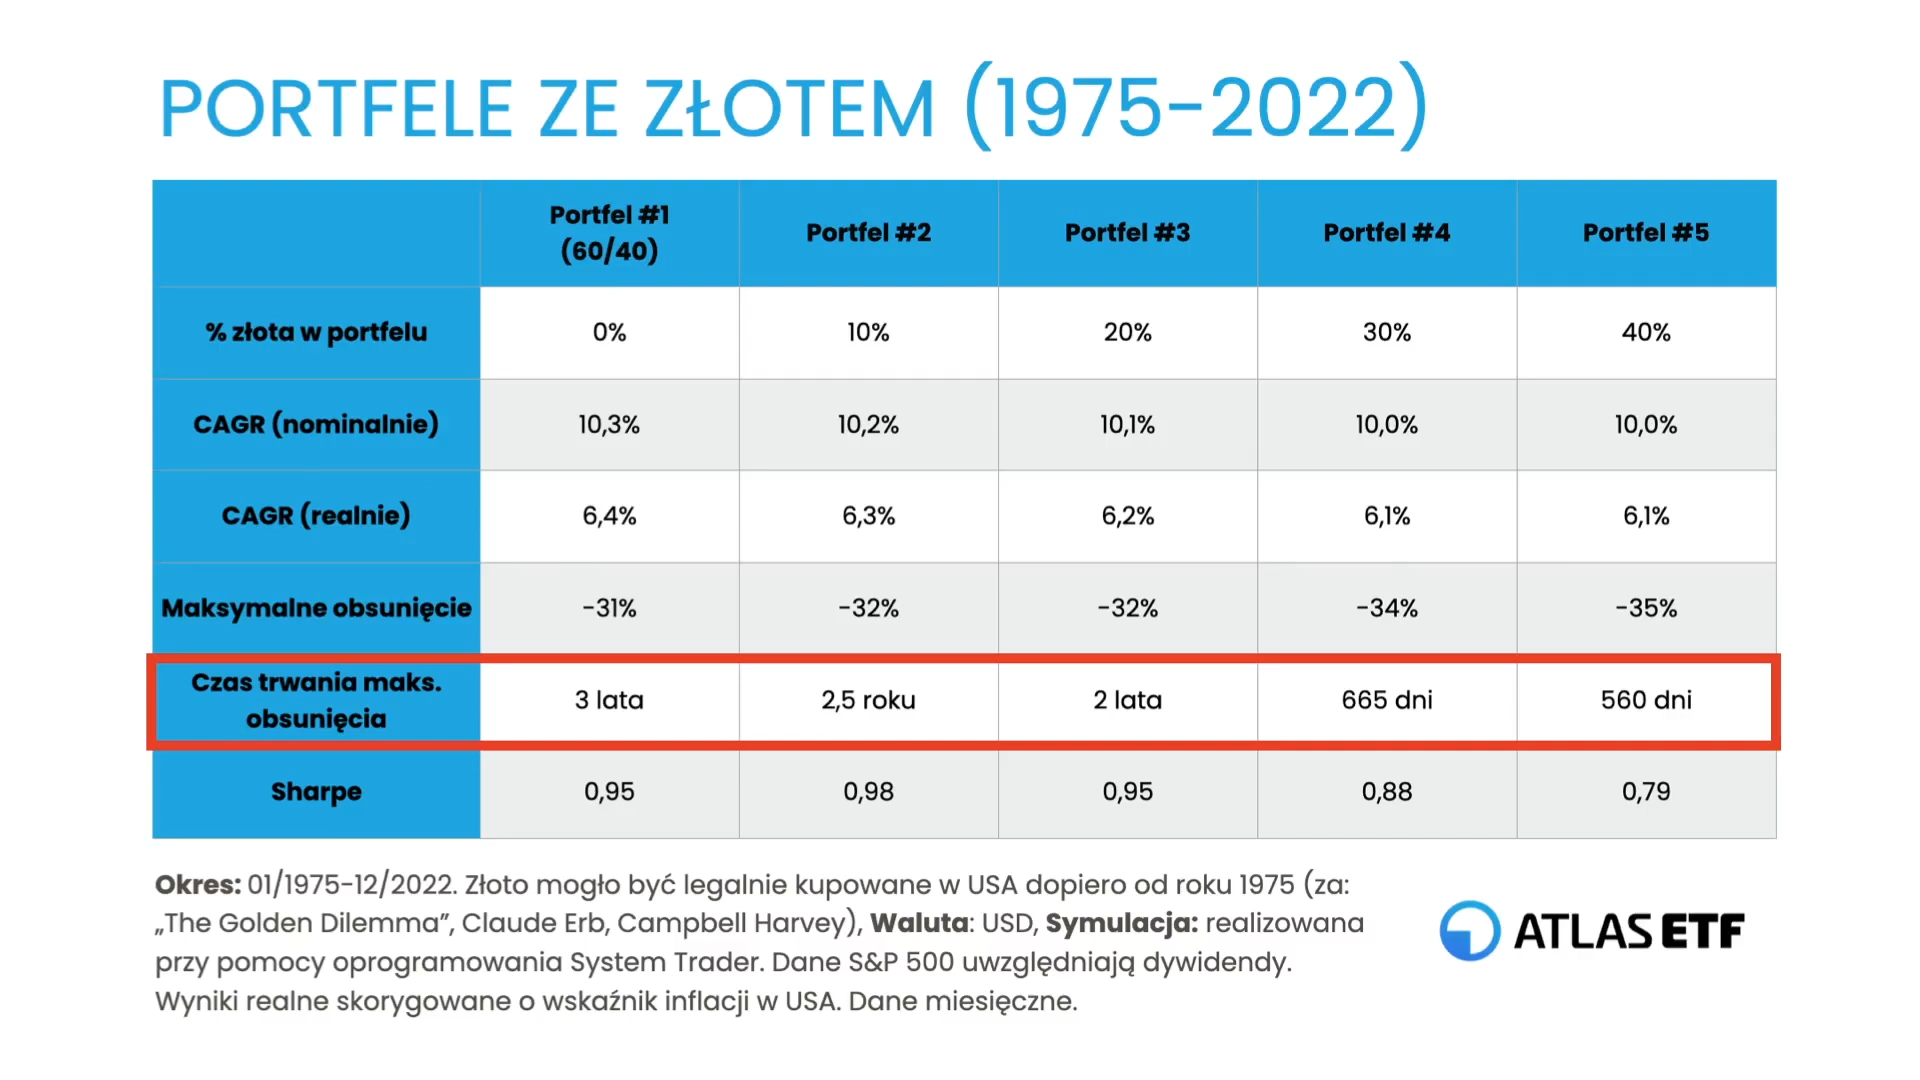 PORTFELE ZE ZŁOTEM (1975-2022)
Portfel #1 (60/40) Portfel #2 Portfel #3 Portfel #4 Portfel #5
% złota w portfelu 0% 10% 20% 30% 40%
CAGR (nominalnie) 10,3% 10,2% 10,1% 10,0% 10,0%
CAGR (realnie) 6,4% 6,3% 6,2% 6,1% 6,1%
Maksymalne obsunięcie -31% -32% -32% -34% -35%
Czas trwania maks. obsunięcia 3 lata 2,5 roku 2 lata 665 dni 560 dni
Sharpe 0,95 0,98 0,95 0,88 0,79
Okres: 01/1975-12/2022. Złoto mogło być legalnie kupowane w USA dopiero od roku 1975 (za:
„The Golden Dilemma”, Claude Erb, Campbell Harvey), Waluta: USD, Symulacja: realizowana
przy pomocy oprogramowania System Trader. Dane S&P 500 uwzględniają dywidendy.
Wyniki realne skorygowane o wskaźnik inflacji w USA. Dane miesięczne.
ATLAS ETF